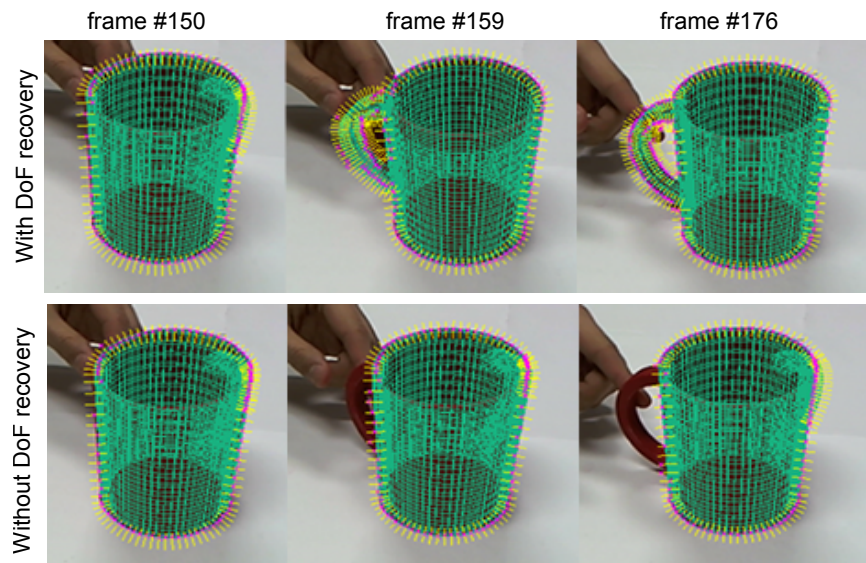 frame #150
frame #159
frame #176
With DoF recovery
Without DoF recovery